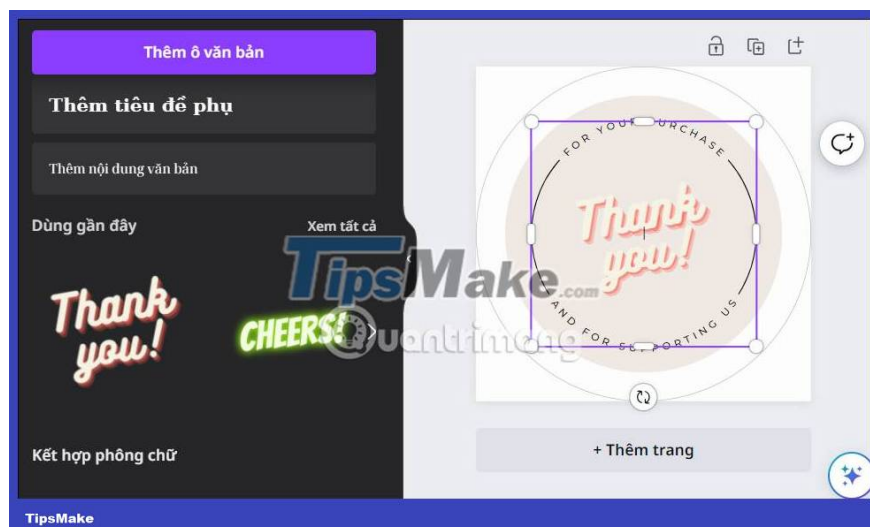 Thêm ô văn bản
Thêm tiêu đề phụ
Thêm nội dung văn bản
Dùng gần đây
Xem tất cả
Thank
you!
CHEERS!
Kết hợp phông chữ
FOR YOUR PURCHASE
Thank
you!
AND FOR SUPPORTING US
+ Thêm trang
TipsMake.com
Quantrimang
TipsMake